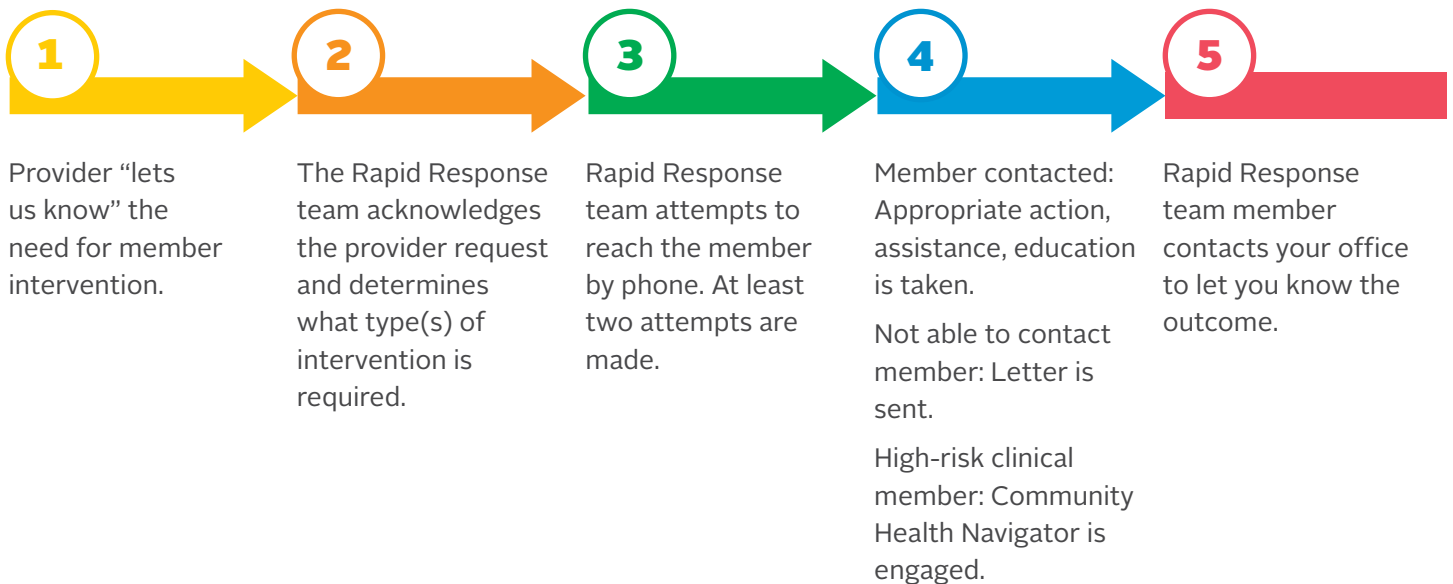 1
Provider “lets
us know” the
need for member
intervention.
2
The Rapid Response
team acknowledges
the provider request
and determines
what type(s) of
intervention is
required.
3
Rapid Response
team attempts to
reach the member
by phone. At least
two attempts are
made.
4
Member contacted:
Appropriate action,
assistance, education
is taken.
Not able to contact
member: Letter is
sent.
High-risk clinical
member: Community
Health Navigator is
engaged.
5
Rapid Response
team member
contacts your office
to let you know the
outcome.